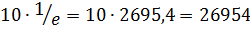 10 · 1/e = 10 · 2695,4 = 26954